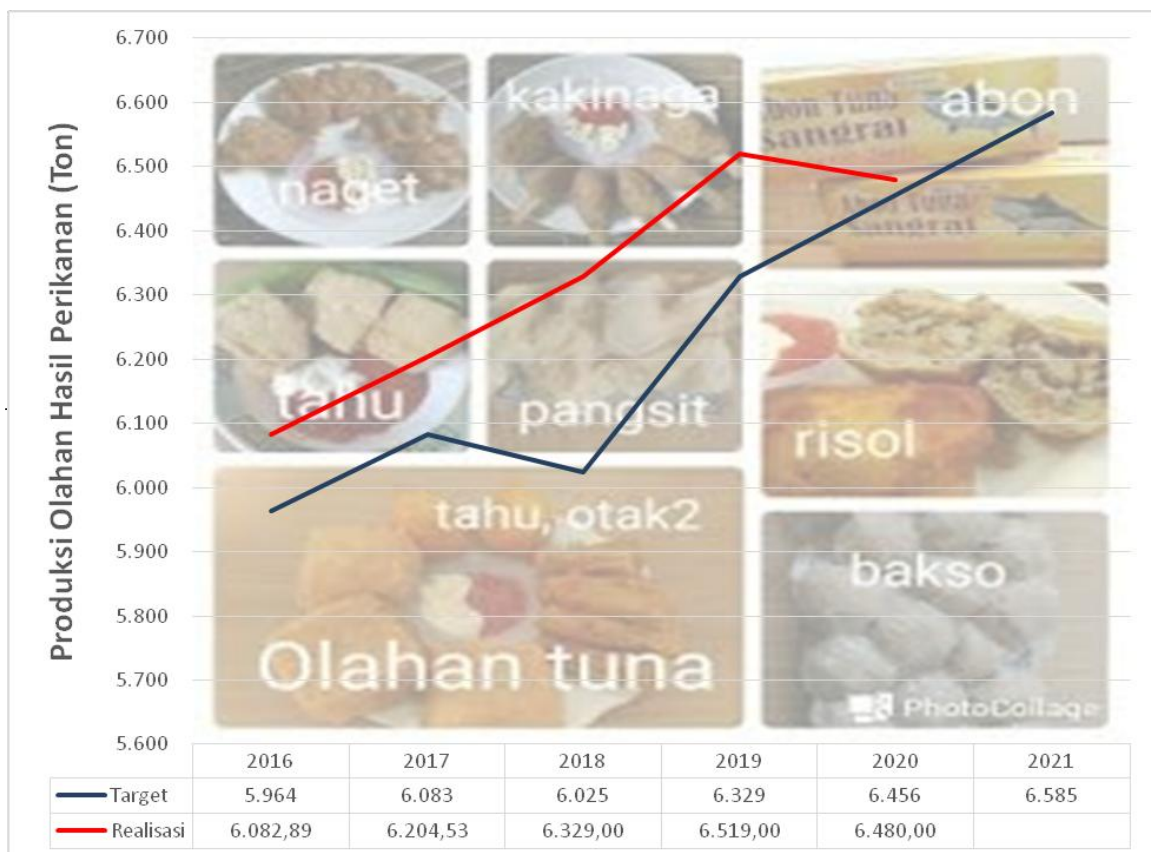 6.700
6.600
6.500
6.400
6.300
6.200
6.100
6.000
5.900
5.800
5.700
5.600
Produksi Olahan Hasil Perikanan (Ton)
naget
kakinaga
abon
Abon Tuna
Sangrai
Abon Tuna
Sangrai
tahu
pangsit
risol
tahu, otak2
Olahan tuna
bakso
PhotoCollage
2016 2017 2018 2019 2020 2021
Target 5.964 6.083 6.025 6.329 6.456 6.585
Realisasi 6.082,89 6.204,53 6.329,00 6.519,00 6.480,00